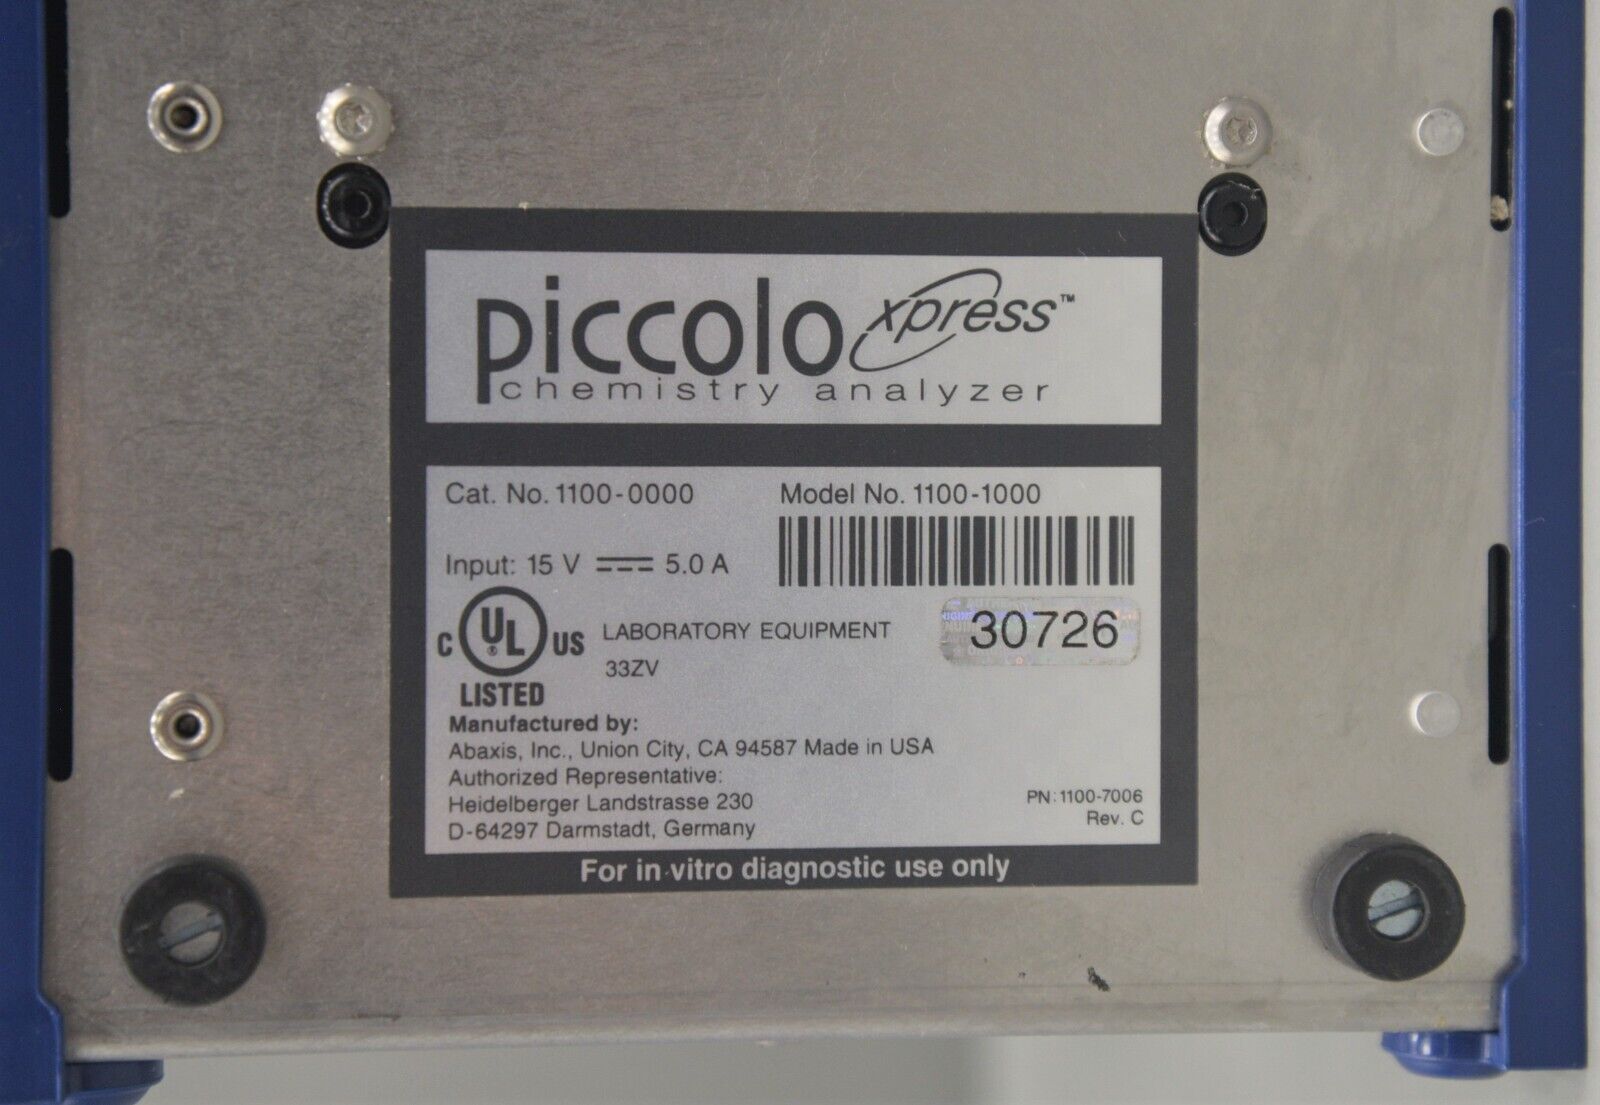 piccolo xpress™
chemistry analyzer
Cat. No. 1100-0000 Model No. 1100-1000
Input: 15 V 5.0 A
C UL ® US LISTED
LABORATORY EQUIPMENT
33ZV
30726
Manufactured by:
Abaxis, Inc., Union City, CA 94587 Made in USA
Authorized Representative:
Heidelberger Landstrasse 230
D-64297 Darmstadt, Germany
PN:1100-7006
Rev. C
For in vitro diagnostic use only